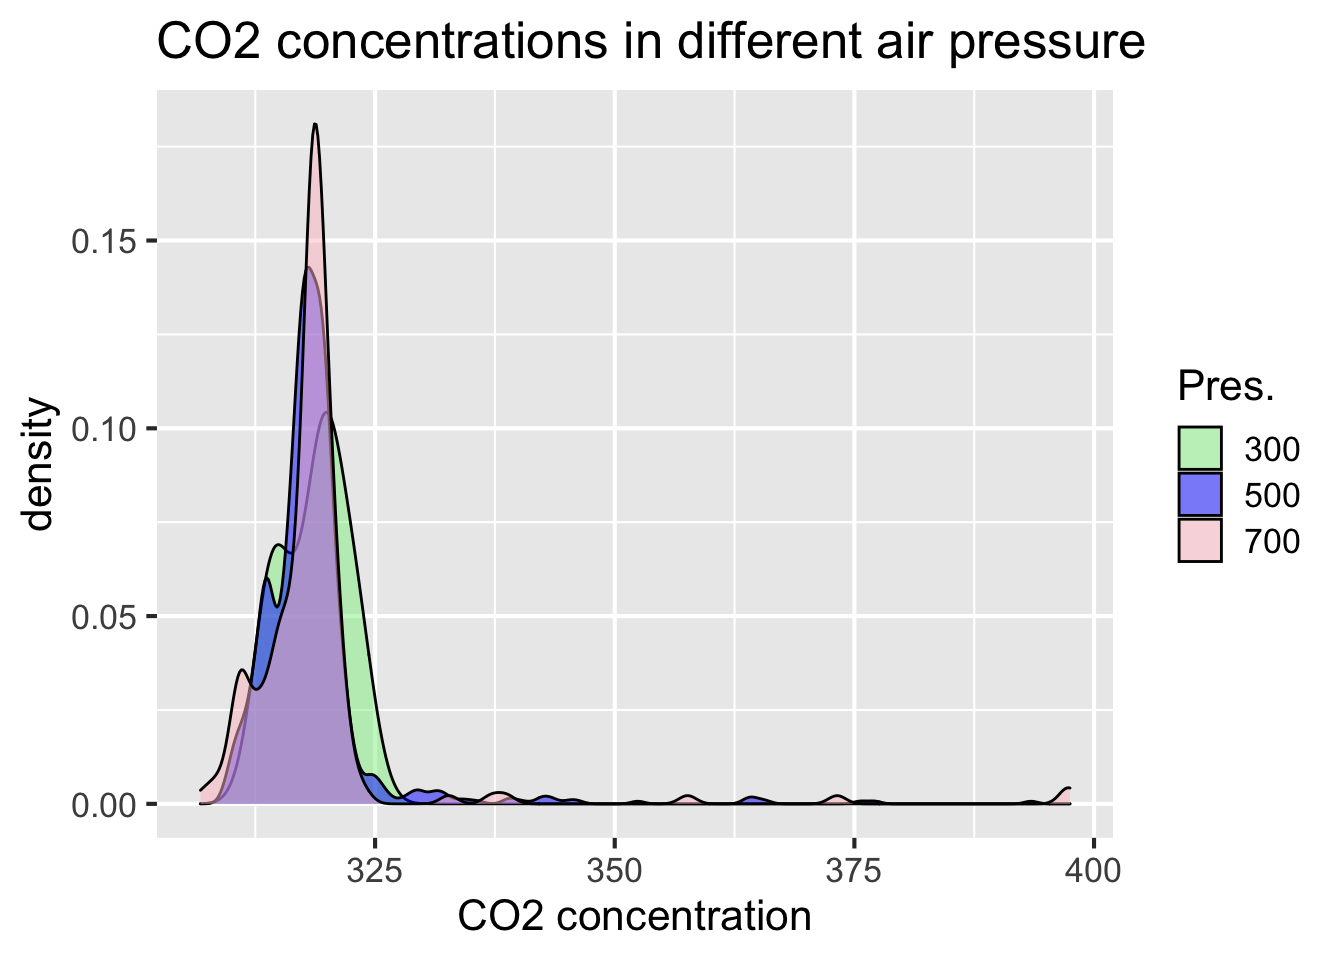 CO2 concentrations in different air pressure
0.15
0.10
0.05
0.00
density
325 350 375 400
CO2 concentration
Pres.
300
500
700